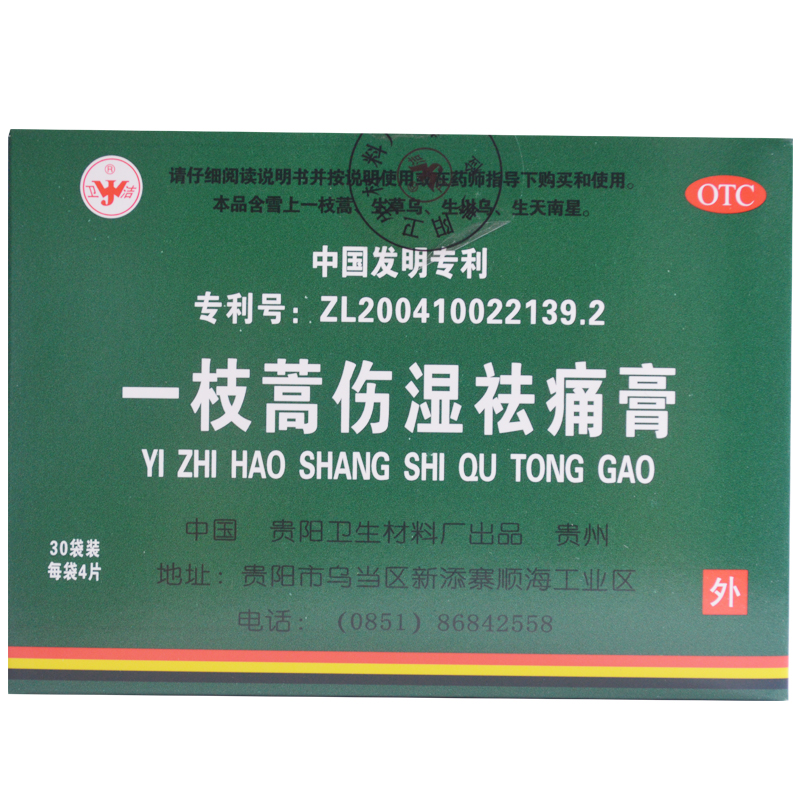 卫 H 洁
请仔细阅读说明书并按说明使用或在药师指导下购买和使用。
本品含雪上一枝蒿、生草乌、生川乌、生天南星。
OTC
中国发明专利
专利号：ZL200410022139.2
一枝蒿伤湿祛痛膏
YI ZHI HAO SHANG SHI QU TONG GAO
中国 贵阳卫生材料厂出品 贵州
30袋装
每袋4片
地址：贵阳市乌当区新添寨顺海工业区
电话：(0851) 86842558
外